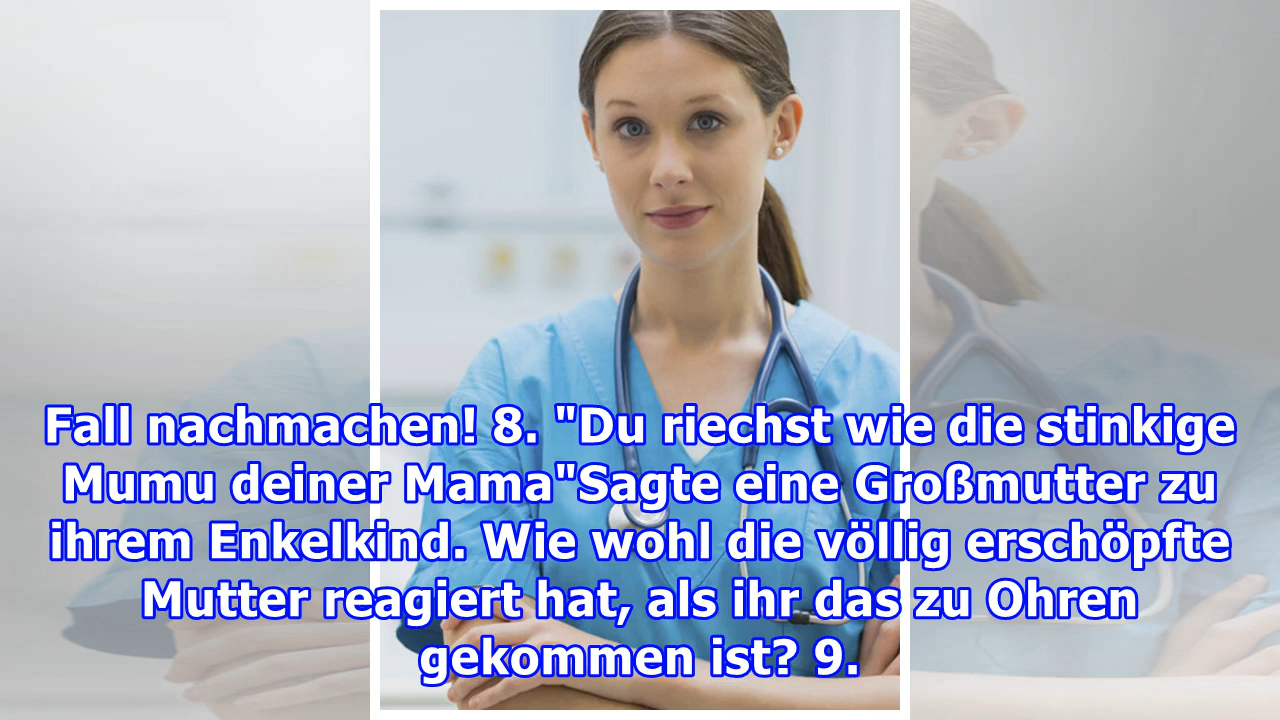 Fall nachmachen! 8. "Du riechst wie die stinkige
Mumu deiner Mama"Sagte eine Großmutter zu
ihrem Enkelkind. Wie wohl die völlig erschöpfte
Mutter reagiert hat, als ihr das zu Ohren
gekommen ist? 9.